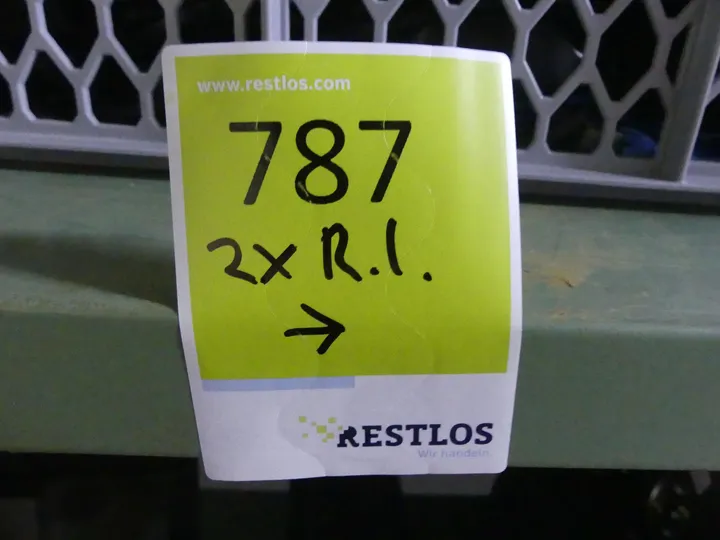 www.restlos.com
787
2x R.l.
→
RESTLOS
Wir handeln.